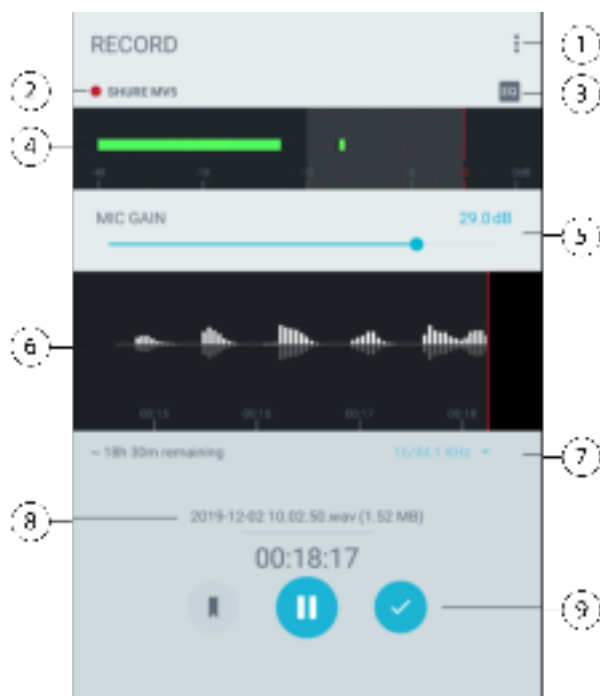 RECORD
1
2
SHURE MV5
EQ
3
4
MIC GAIN
29.0 dB
5
6
00:15 00:16 00:17 00:18
~ 18h 30m remaining
16/44.1 KHz
7
8
2019-12-02 10.02.50.wav (1.52 MB)
00:18:17
9